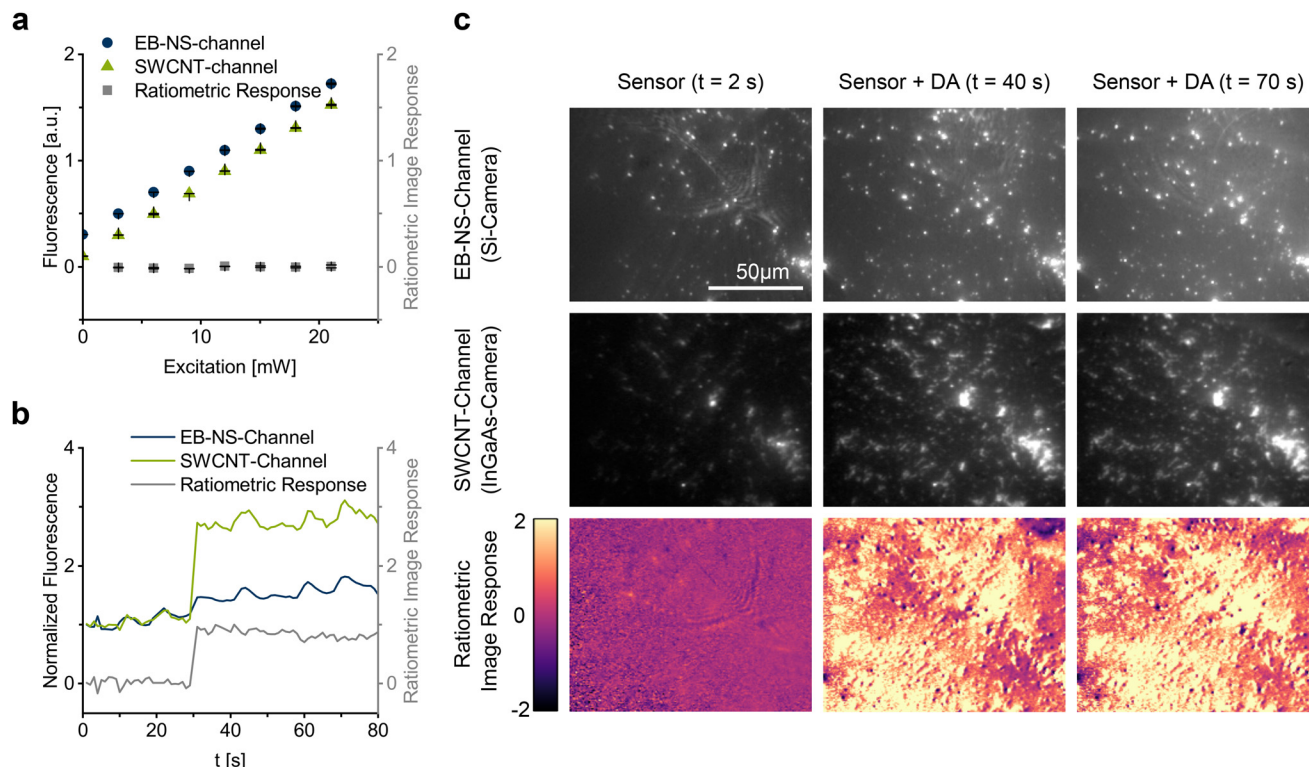 a
EB-NS-channel
SWCNT-channel
Ratiometric Response
2
1
0
Fluorescence [a.u.]
2
1
0
Ratiometric Image Response
0
10
20
Excitation [mW]
b
EB-NS-Channel
SWCNT-Channel
Ratiometric Response
4
2
0
Normalized Fluorescence
4
2
0
Ratiometric Image Response
0
20
40
60
80
t [s]
c
Sensor (t = 2 s)
Sensor + DA (t = 40 s)
Sensor + DA (t = 70 s)
EB-NS-Channel
(Si-Camera)
50µm
SWCNT-Channel
(InGaAs-Camera)
Ratiometric
Image Response
2
0
-2